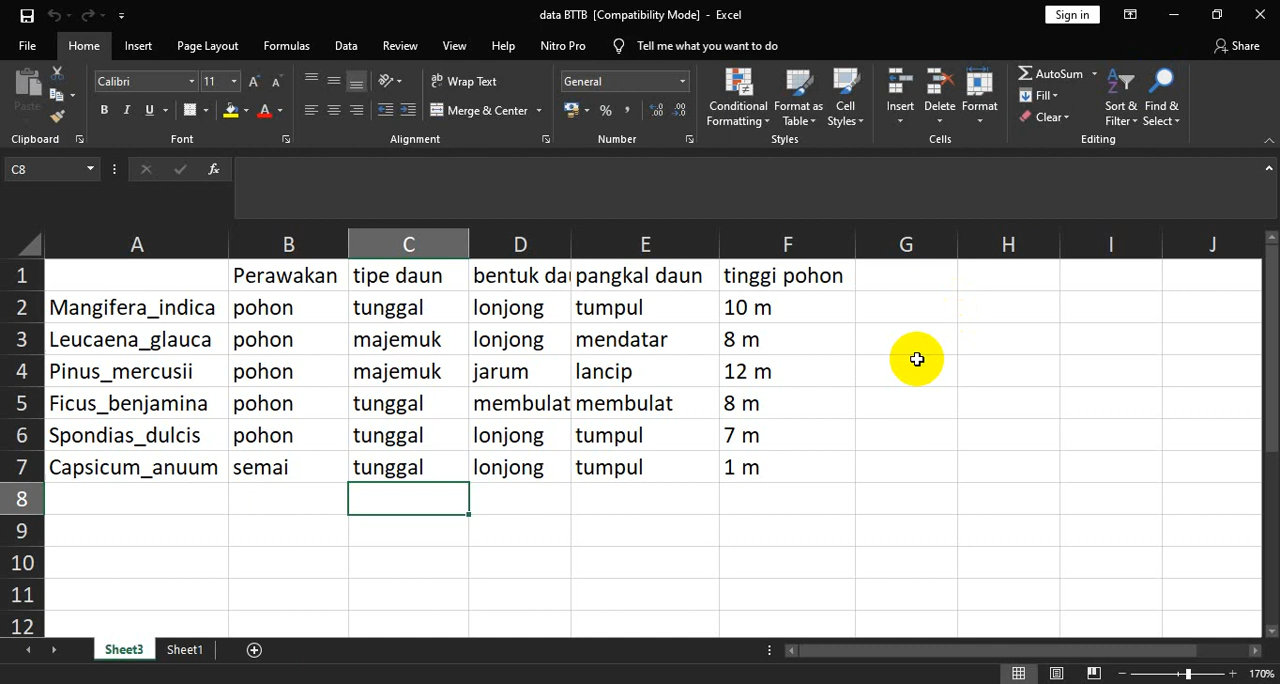 data BTTB [Compatibility Mode] - Excel
Sign in
File Home Insert Page Layout Formulas Data Review View Help Nitro Pro Tell me what you want to do Share
Paste
Calibri 11
Wrap Text
Merge & Center
General
Conditional Formatting
Format as Table
Cell Styles
Insert
Delete
Format
AutoSum
Fill
Clear
Sort & Filter
Find & Select
Clipboard Font Alignment Number Styles Cells Editing
C8
A B C D E F G H I J
1 Perawakan tipe daun bentuk dau pangkal daun tinggi pohon
2 Mangifera_indica pohon tunggal lonjong tumpul 10 m
3 Leucaena_glauca pohon majemuk lonjong mendatar 8 m
4 Pinus_mercusii pohon majemuk jarum lancip 12 m
5 Ficus_benjamina pohon tunggal membulat membulat 8 m
6 Spondias_dulcis pohon tunggal lonjong tumpul 7 m
7 Capsicum_anuum semai tunggal lonjong tumpul 1 m
8
9
10
11
12
Sheet3 Sheet1
170%